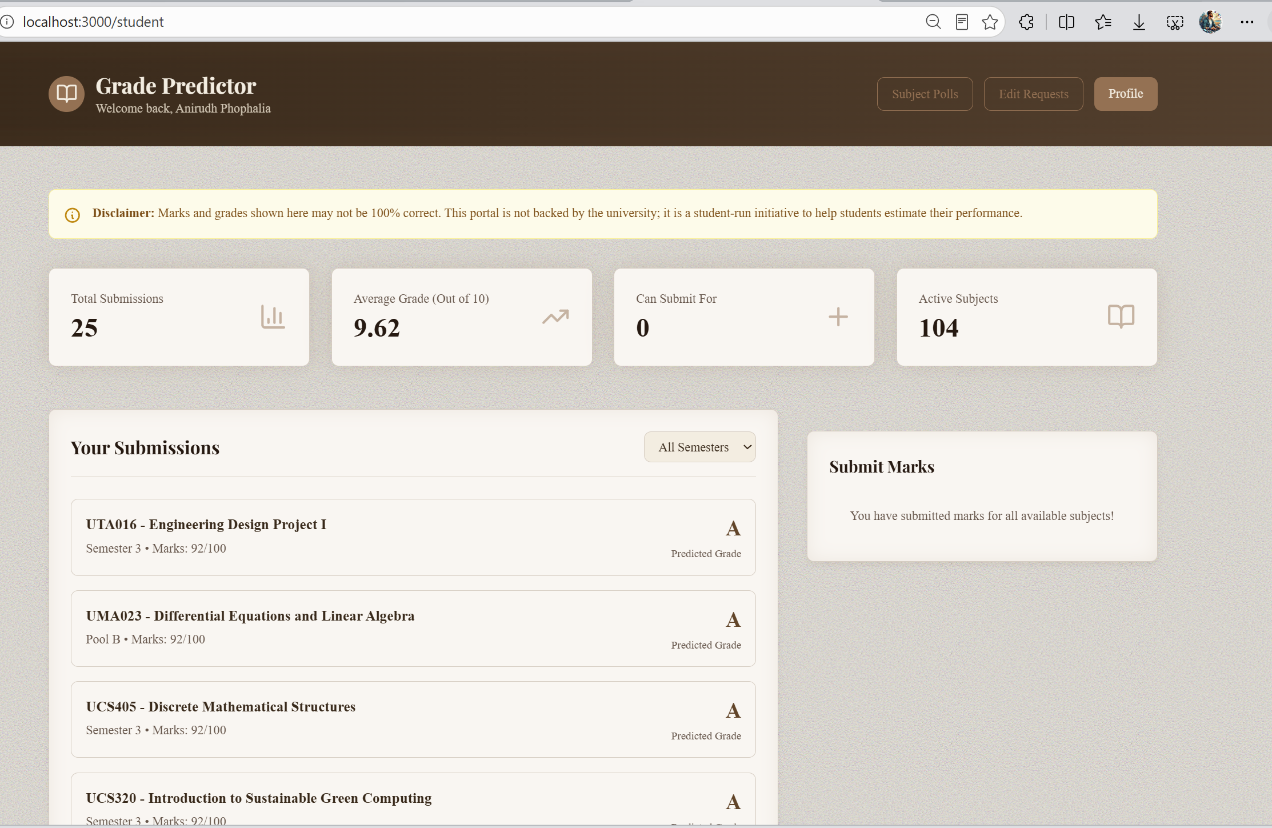 localhost:3000/student
Grade Predictor
Welcome back, Anirudh Phophalia
Subject Polls
Edit Requests
Profile
Disclaimer: Marks and grades shown here may not be 100% correct. This portal is not backed by the university; it is a student-run initiative to help students estimate their performance.
Total Submissions
25
Average Grade (Out of 10)
9.62
Can Submit For
0
Active Subjects
104
Your Submissions
All Semesters
UTA016 - Engineering Design Project I
Semester 3 • Marks: 92/100
A
Predicted Grade
UMA023 - Differential Equations and Linear Algebra
Pool B • Marks: 92/100
A
Predicted Grade
UCS405 - Discrete Mathematical Structures
Semester 3 • Marks: 92/100
A
Predicted Grade
UCS320 - Introduction to Sustainable Green Computing
Semester 3 • Marks: 92/100
A
Submit Marks
You have submitted marks for all available subjects!